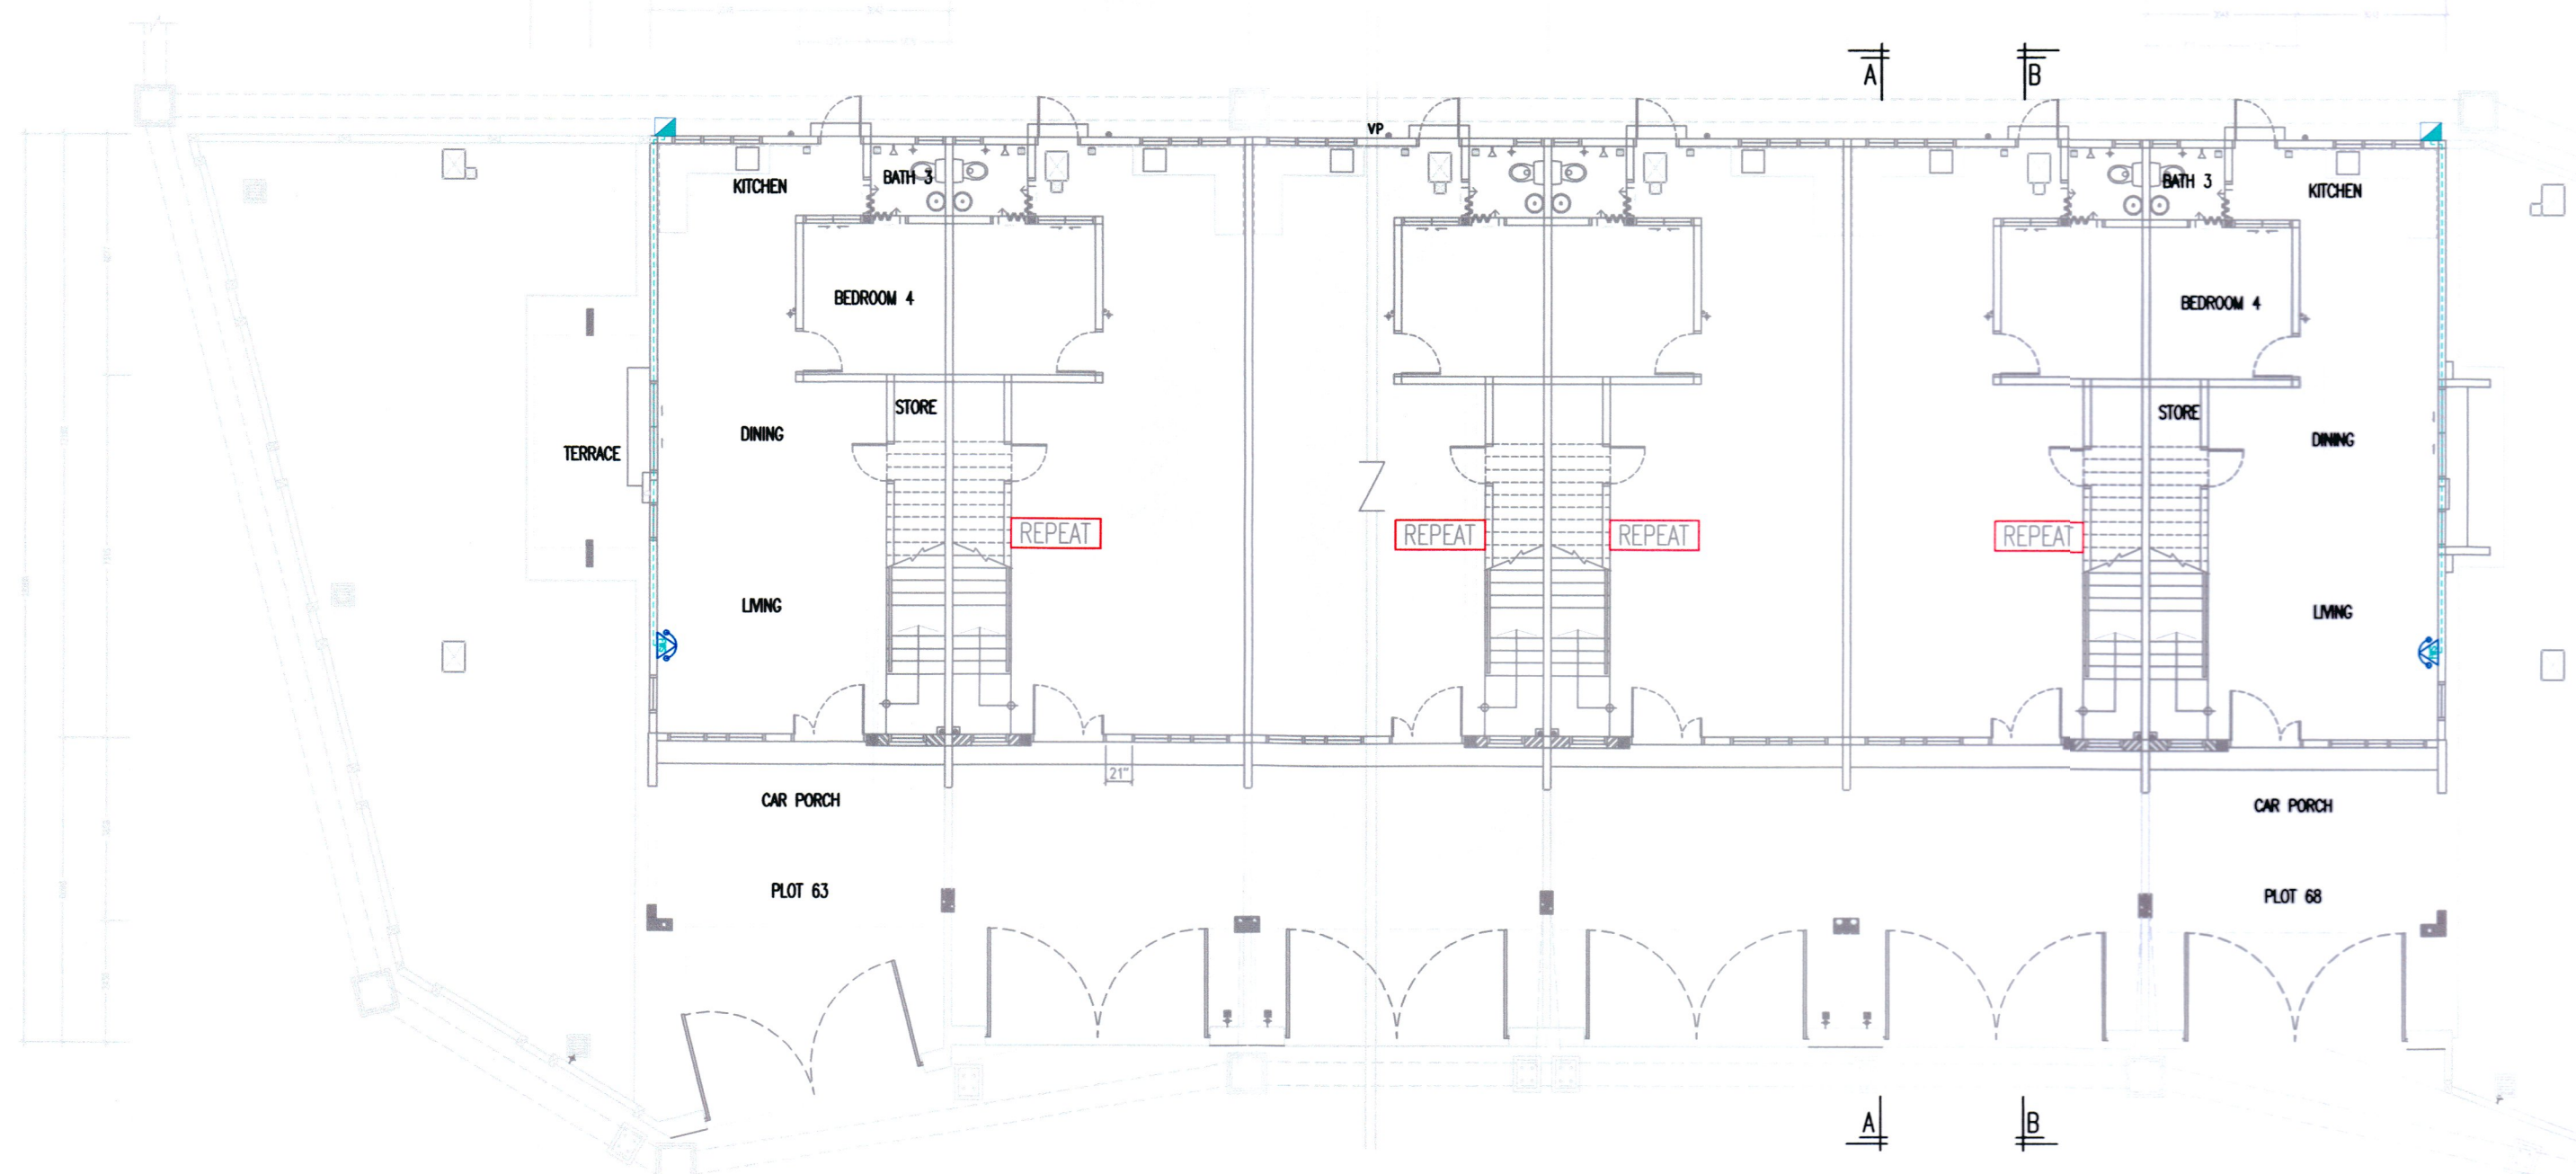 A
B
VP
KITCHEN
BATH 3
BATH 3
KITCHEN
BEDROOM 4
BEDROOM 4
STORE
STORE
DINING
DINING
TERRACE
REPEAT
REPEAT
REPEAT
REPEAT
LIVING
LIVING
21"
CAR PORCH
CAR PORCH
PLOT 63
PLOT 68
A
B